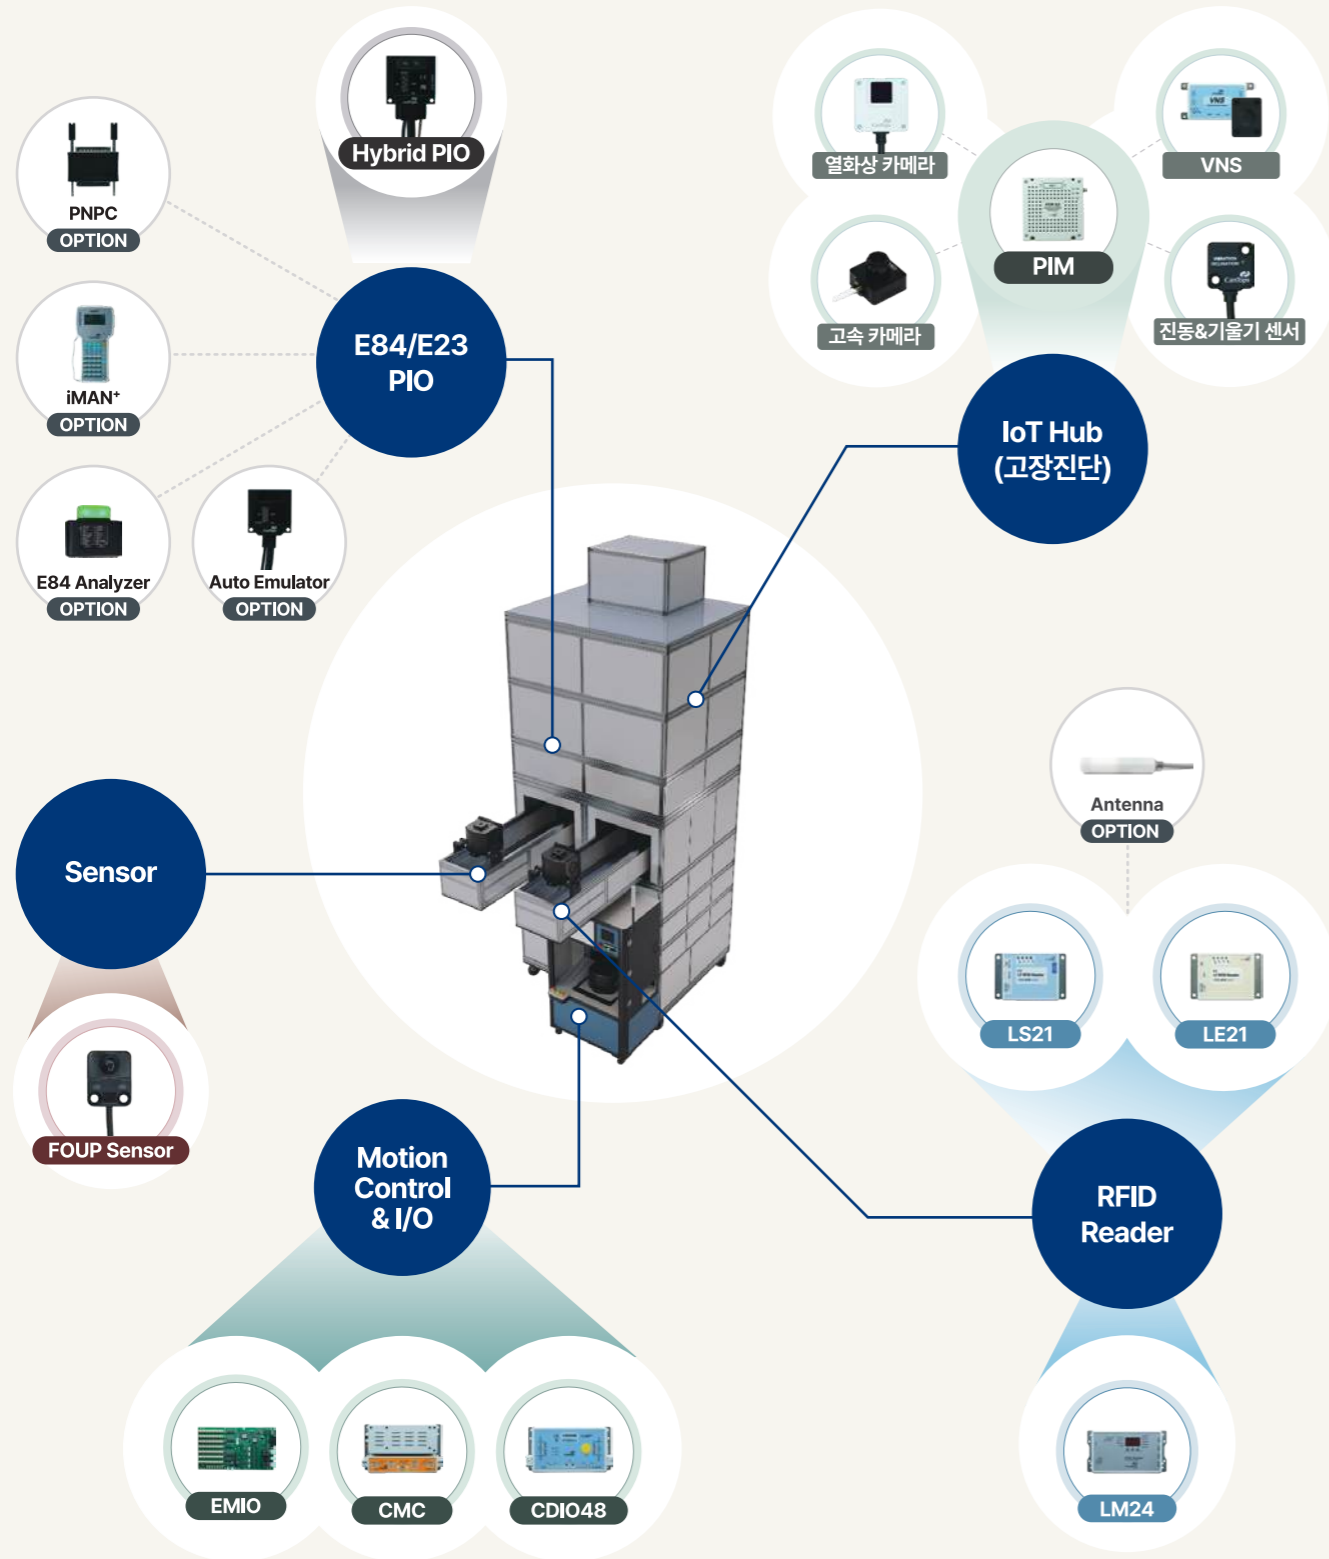 Hybrid PIO
PNPC
OPTION
iMAN+
OPTION
E84 Analyzer
OPTION
Auto Emulator
OPTION
E84/E23
PIO
열화상 카메라
VNS
VNS
PIM
고속 카메라
CanTops
진동&기울기 센서
IoT Hub
(고장진단)
Sensor
FOUP Sensor
Antenna
OPTION
LS21
LE21
RFID
Reader
LM24
Motion
Control
& I/O
EMIO
CMC
CDIO48